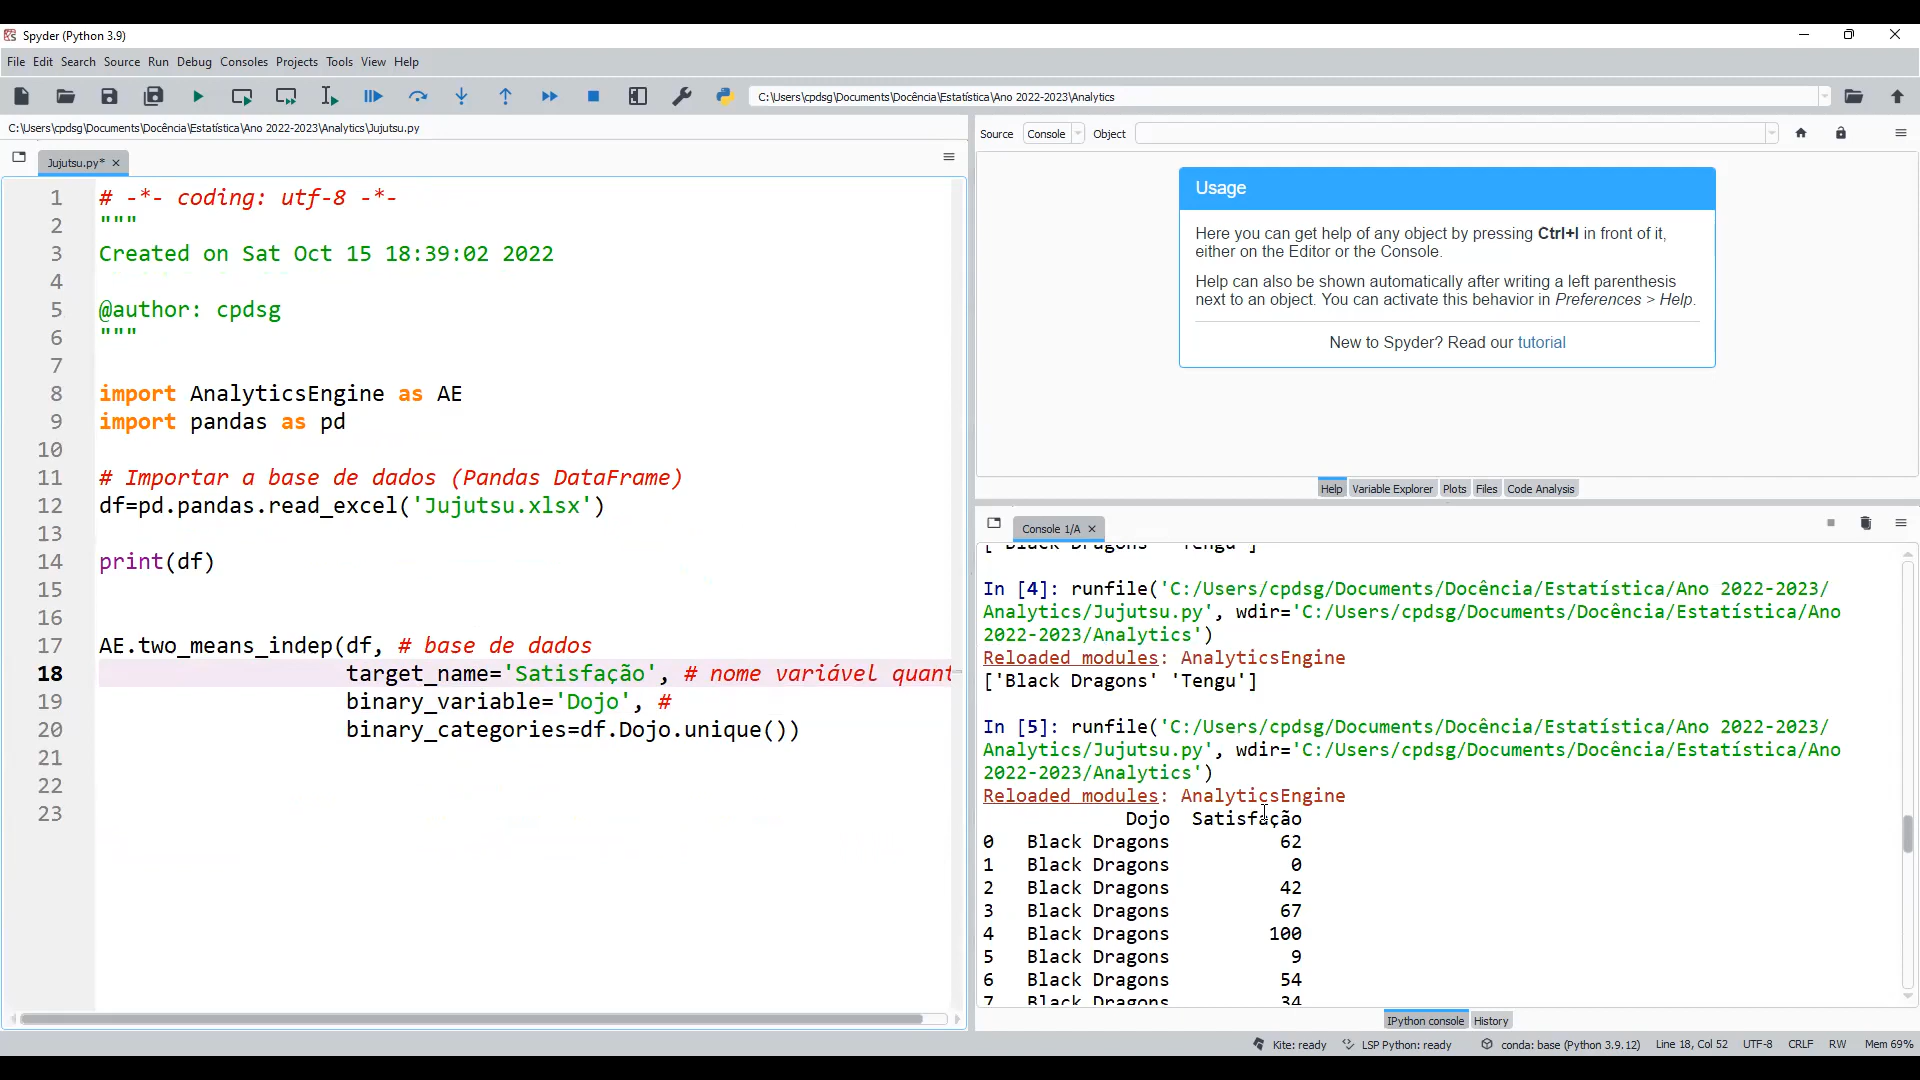 Spyder (Python 3.9)
File Edit Search Source Run Debug Consoles Projects Tools View Help
C:\Users\cpdsg\Documents\Docência\Estatística\Ano 2022-2023\Analytics
C:\Users\cpdsg\Documents\Docência\Estatística\Ano 2022-2023\Analytics\Jujutsu.py
Jujutsu.py*
1 # -*- coding: utf-8 -*-
2 """
3 Created on Sat Oct 15 18:39:02 2022
4
5 @author: cpdsg
6 """
7
8 import AnalyticsEngine as AE
9 import pandas as pd
10
11 # Importar a base de dados (Pandas DataFrame)
12 df=pd.pandas.read_excel('Jujutsu.xlsx')
13
14 print(df)
15
16
17 AE.two_means_indep(df, # base de dados
18 target_name='Satisfação', # nome variável quant
19 binary_variable='Dojo', #
20 binary_categories=df.Dojo.unique())
21
22
23
Source Console Object
Usage
Here you can get help of any object by pressing Ctrl+I in front of it,
either on the Editor or the Console.
Help can also be shown automatically after writing a left parenthesis
next to an object. You can activate this behavior in Preferences > Help.
New to Spyder? Read our tutorial
Help Variable Explorer Plots Files Code Analysis
Console 1/A
['Black Dragons' 'Tengu']
In [4]: runfile('C:/Users/cpdsg/Documents/Docência/Estatística/Ano 2022-2023/
Analytics/Jujutsu.py', wdir='C:/Users/cpdsg/Documents/Docência/Estatística/Ano
2022-2023/Analytics')
Reloaded modules: AnalyticsEngine
['Black Dragons' 'Tengu']
In [5]: runfile('C:/Users/cpdsg/Documents/Docência/Estatística/Ano 2022-2023/
Analytics/Jujutsu.py', wdir='C:/Users/cpdsg/Documents/Docência/Estatística/Ano
2022-2023/Analytics')
Reloaded modules: AnalyticsEngine
Dojo Satisfação
0 Black Dragons 62
1 Black Dragons 0
2 Black Dragons 42
3 Black Dragons 67
4 Black Dragons 100
5 Black Dragons 9
6 Black Dragons 54
7 Black Dragons 34
IPython console History
Kite: ready LSP Python: ready conda: base (Python 3.9.12) Line 18, Col 52 UTF-8 CRLF RW Mem 69%